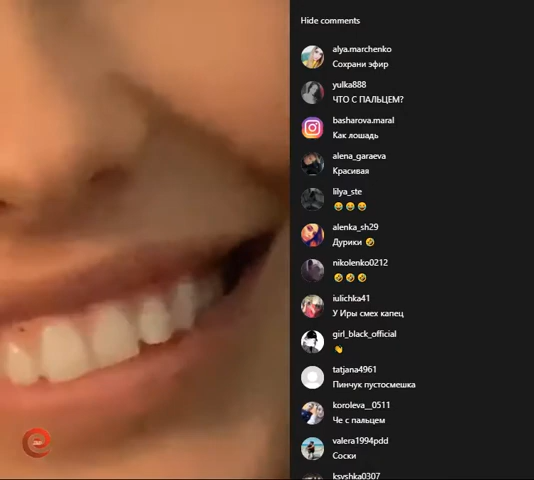 Hide comments
alya.marchenko
Сохрани эфир
yulka888
ЧТО С ПАЛЬЦЕМ?
basharova.maral
Как лошадь
alena_garaeva
Красивая
lilya_ste
😂😂😂
alenka_sh29
Дурики 🤣
nikolenko0212
🤣🤣🤣
iulichka41
У Иры смех капец
girl_black_official
👏
tatjana4961
Пинчук пустосмешка
koroleva__0511
Че с пальцем
valera1994pdd
Соски
ksyshka0307